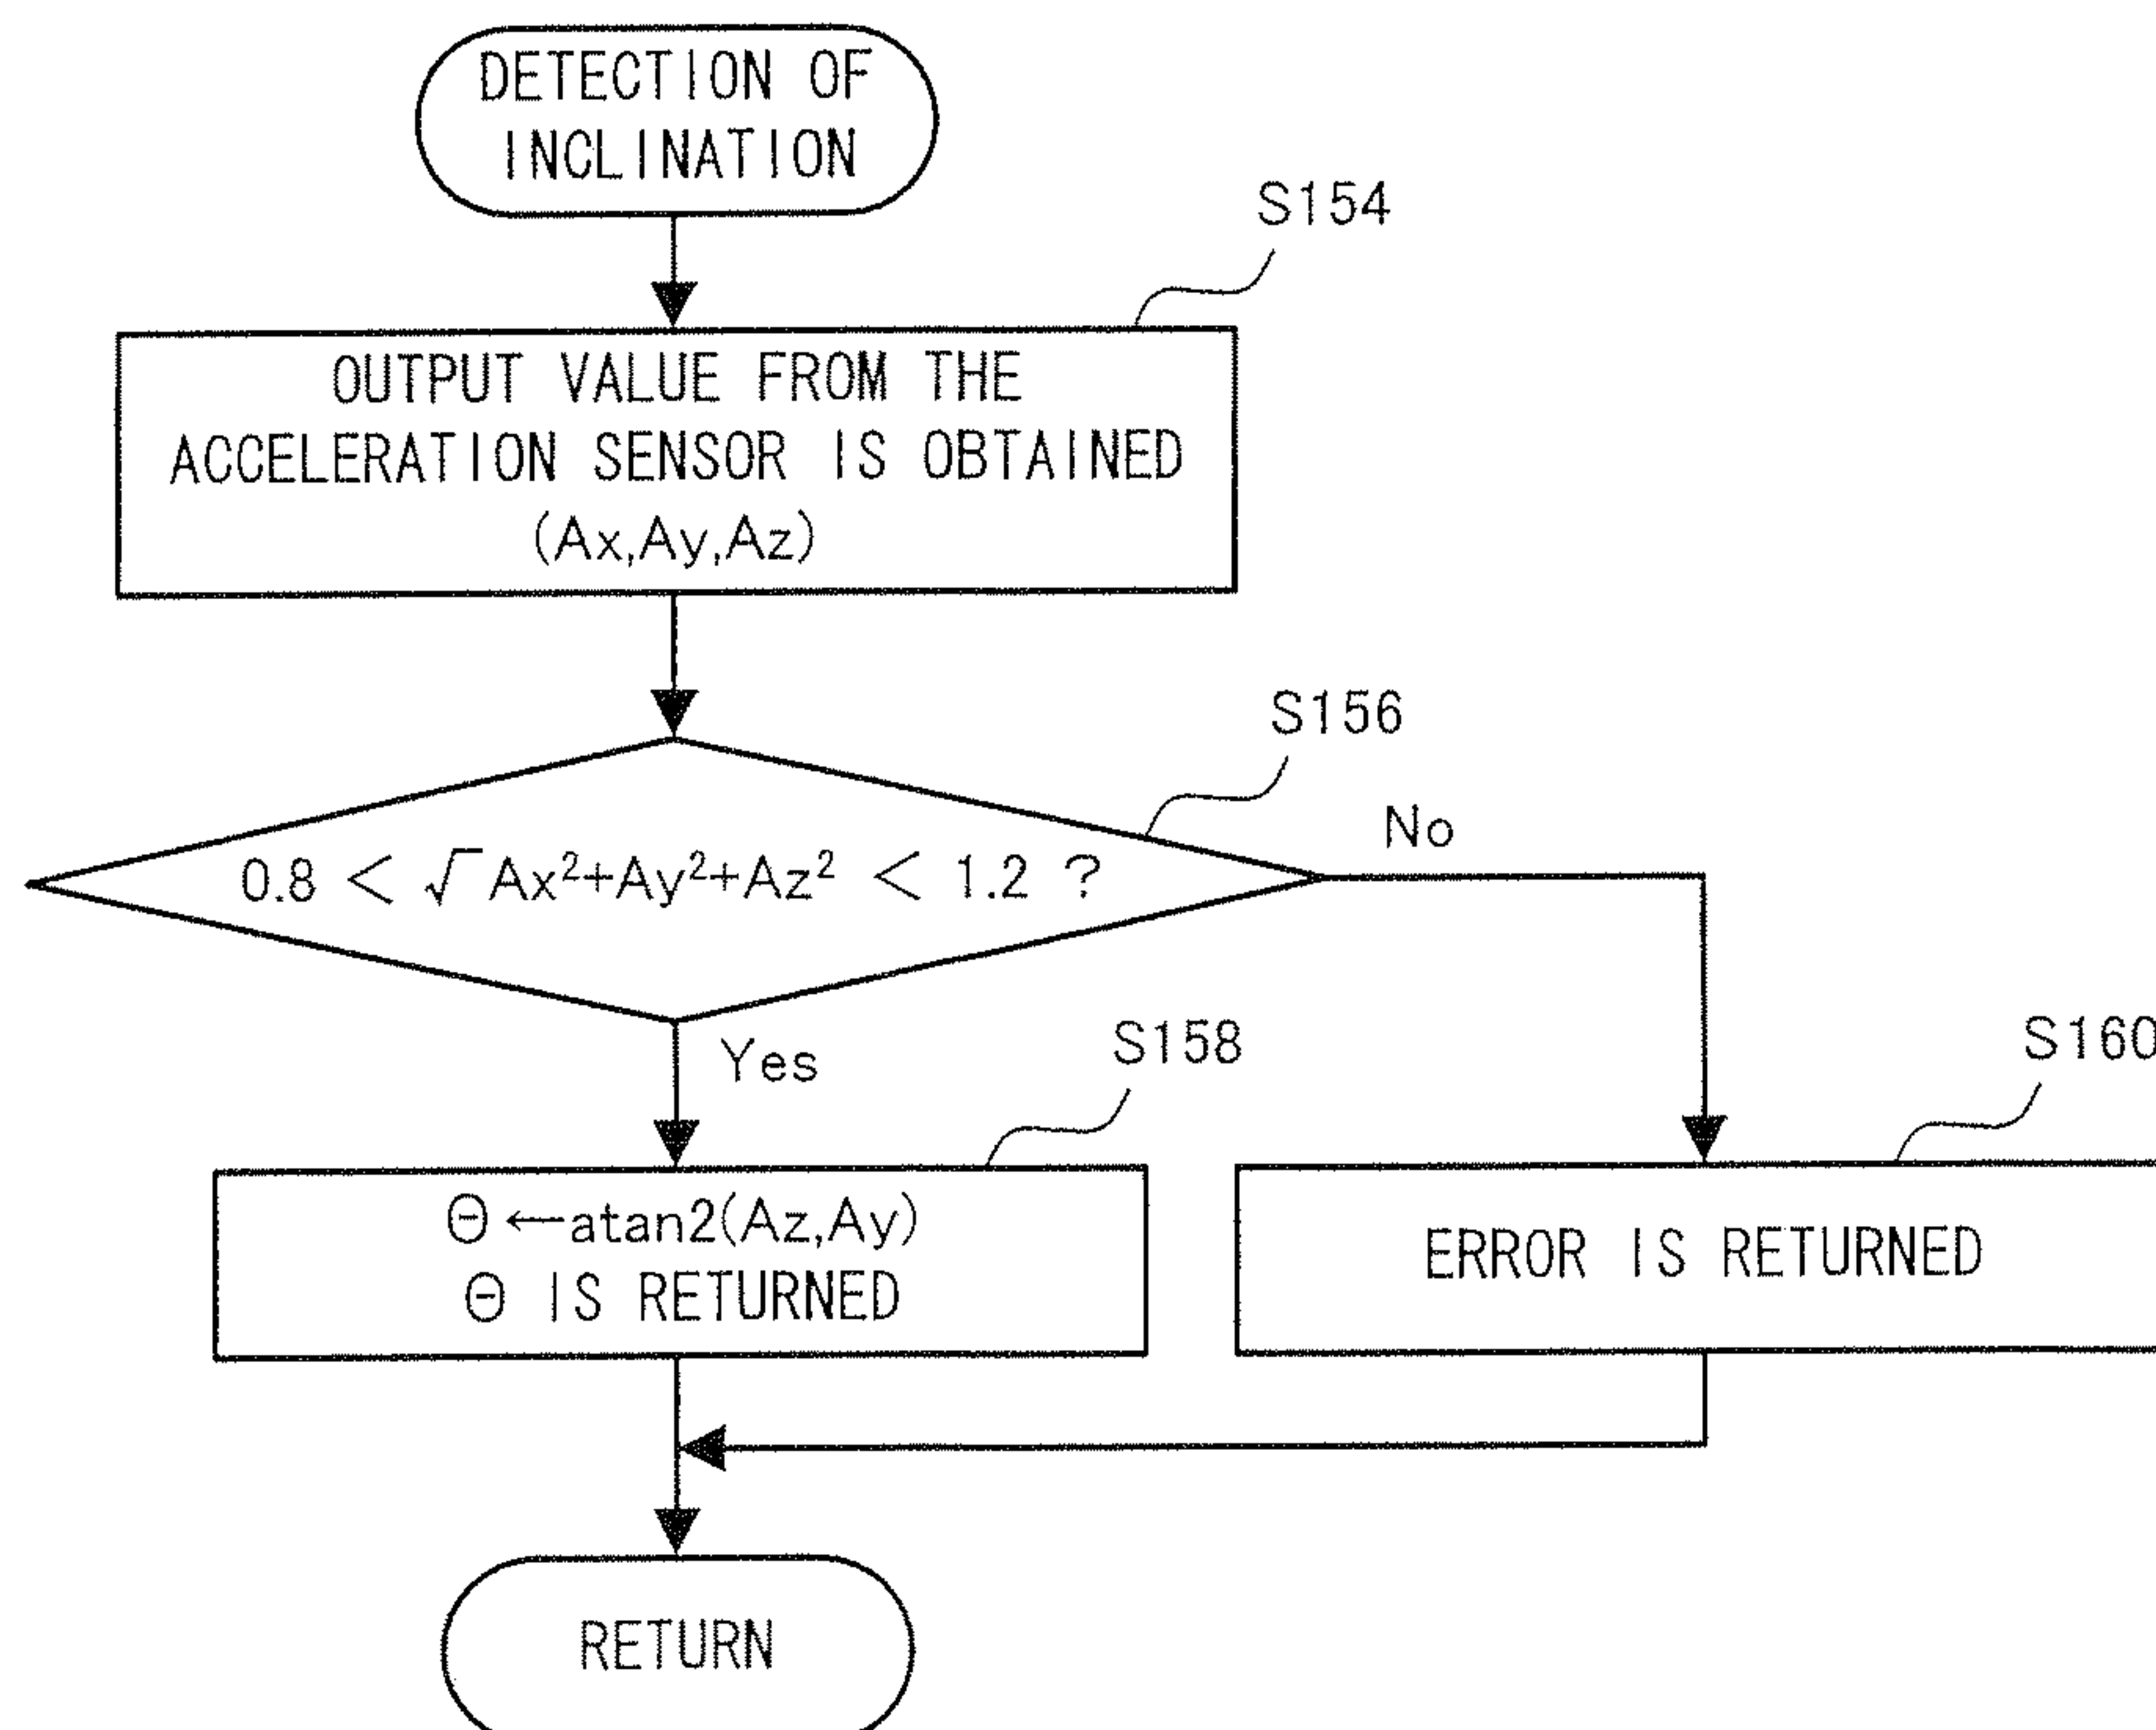 DETECTION OF
INCLINATION
S154
OUTPUT VALUE FROM THE
ACCELERATION SENSOR IS OBTAINED
(Ax,Ay,Az)
S156
0.8 < √Ax²+Ay²+Az² < 1.2 ?
No
Yes
S158
S160
Θ←atan2(Az,Ay)
Θ IS RETURNED
ERROR IS RETURNED
RETURN